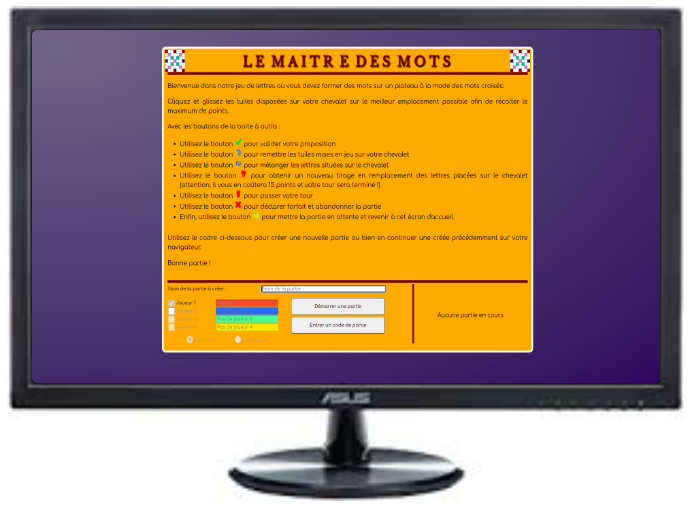 LE MAITRE DES MOTS
Bienvenue dans notre jeu de lettres où vous devez former des mots sur un plateau à la mode des mots croisés.
Cliquez et glissez les tuiles disposées sur votre chevalet sur le meilleur emplacement possible afin de récolter le
maximum de points.
Avec les boutons de la boite à outils :
• Utilisez le bouton pour valider votre proposition
• Utilisez le bouton pour remettre les tuiles mises en jeu sur votre chevalet
• Utilisez le bouton pour mélanger les lettres situées sur le chevalet
• Utilisez le bouton pour obtenir un nouveau tirage en remplacement des lettres placées sur le chevalet
(attention, il vous en coûtera 15 points et votre tour sera terminé !)
• Utilisez le bouton pour passer votre tour
• Utilisez le bouton pour déclarer forfait et abandonner la partie
• Enfin, utilisez le bouton pour mettre la partie en attente et revenir à cet écran d'accueil.
Utilisez le cadre ci-dessous pour créer une nouvelle partie ou bien en continuer une créée précédemment sur votre
navigateur.
Bonne partie !
Nom de la partie à créer : Nom de la partie
Joueur 1
Démarrer une partie
Pas de joueur 3
Pas de joueur 4
Entrer un code de partie
Aucune partie en cours
ASUS